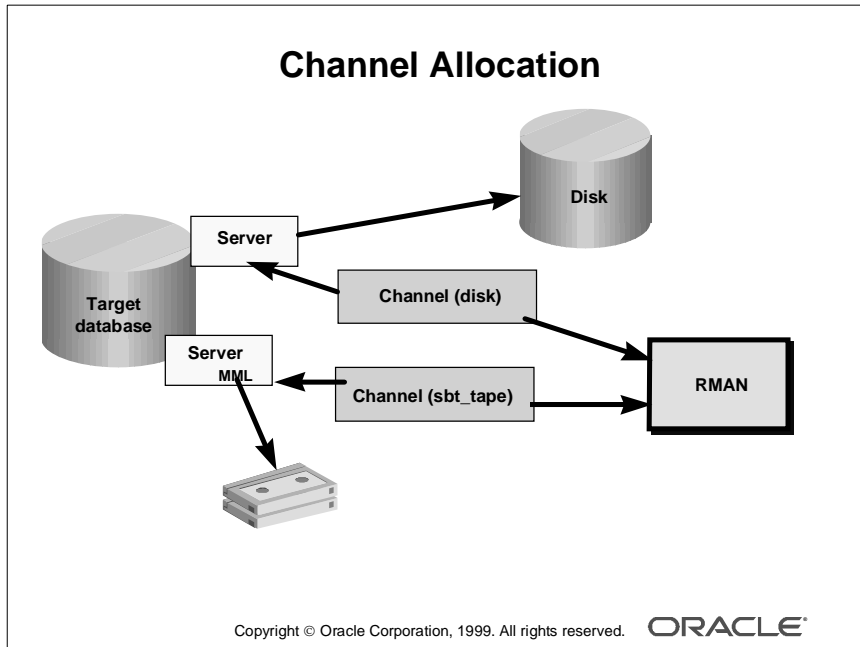 Channel Allocation
Disk
Server
Channel (disk)
Target
database
Server
MML
Channel (sbt_tape)
RMAN
Copyright © Oracle Corporation, 1999. All rights reserved.
ORACLE®